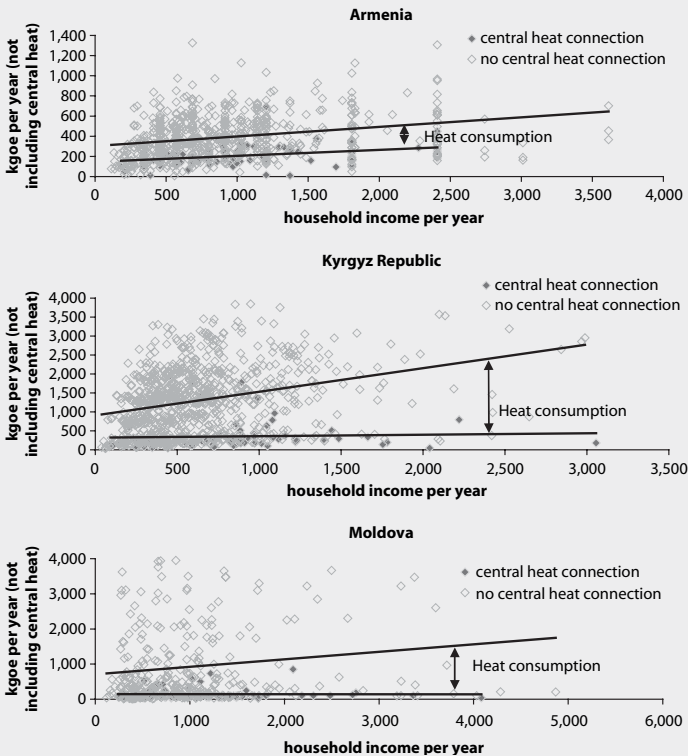 Armenia
kgoe per year (not
including central heat)
1,400
1,200
1,000
800
600
400
200
0
central heat connection
no central heat connection
Heat consumption
0 500 1,000 1,500 2,000 2,500 3,000 3,500 4,000
household income per year
Kyrgyz Republic
kgoe per year (not
including central heat)
4,000
3,500
3,000
2,500
2,000
1,500
1,000
500
0
central heat connection
no central heat connection
Heat consumption
0 500 1,000 1,500 2,000 2,500 3,000 3,500
household income per year
Moldova
kgoe per year (not
including central heat)
4,000
3,000
2,000
1,000
0
central heat connection
no central heat connection
Heat consumption
0 1,000 2,000 3,000 4,000 5,000 6,000
household income per year